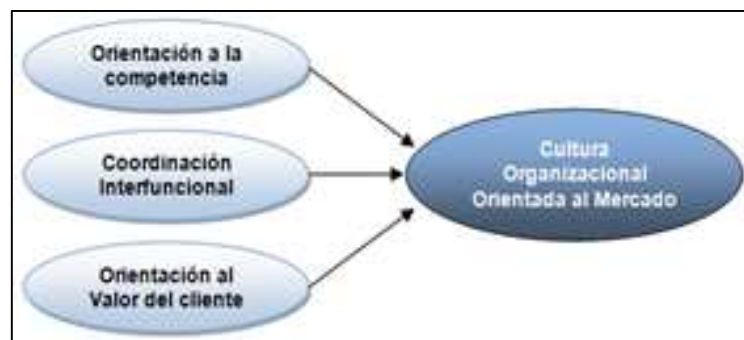 Orientación a la
competencia
Coordinación
Interfuncional
Orientación al
Valor del cliente
Cultura
Organizacional
Orientada al Mercado